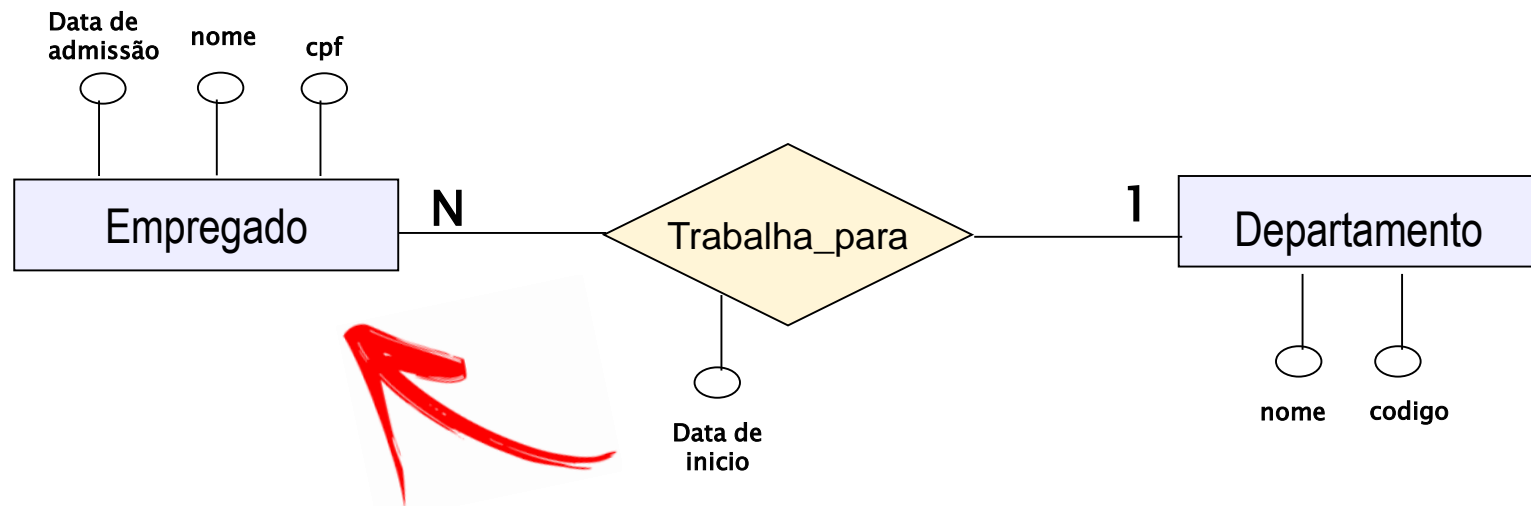 Data de
admissão
nome
cpf
Empregado
N
Trabalha_para
1
Departamento
Data de
inicio
nome
codigo